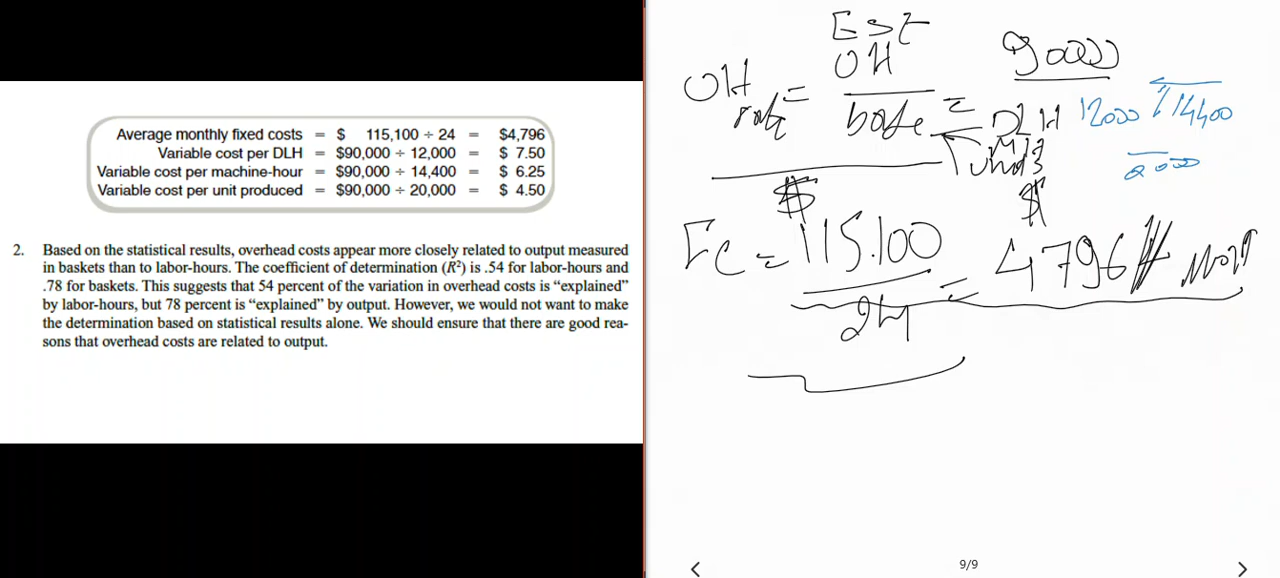 Average monthly fixed costs = $ 115,100 ÷ 24 = $4,796
Variable cost per DLH = $90,000 ÷ 12,000 = $ 7.50
Variable cost per machine-hour = $90,000 ÷ 14,400 = $ 6.25
Variable cost per unit produced = $90,000 ÷ 20,000 = $ 4.50
2. Based on the statistical results, overhead costs appear more closely related to output measured
in baskets than to labor-hours. The coefficient of determination (R²) is .54 for labor-hours and
.78 for baskets. This suggests that 54 percent of the variation in overhead costs is “explained”
by labor-hours, but 78 percent is “explained” by output. However, we would not want to make
the determination based on statistical results alone. We should ensure that there are good rea-
sons that overhead costs are related to output.
Est
OH
OH rate =
base =
DLH 12000 14400
units
$ $
FC = 115.100
24
= 4796
9/9